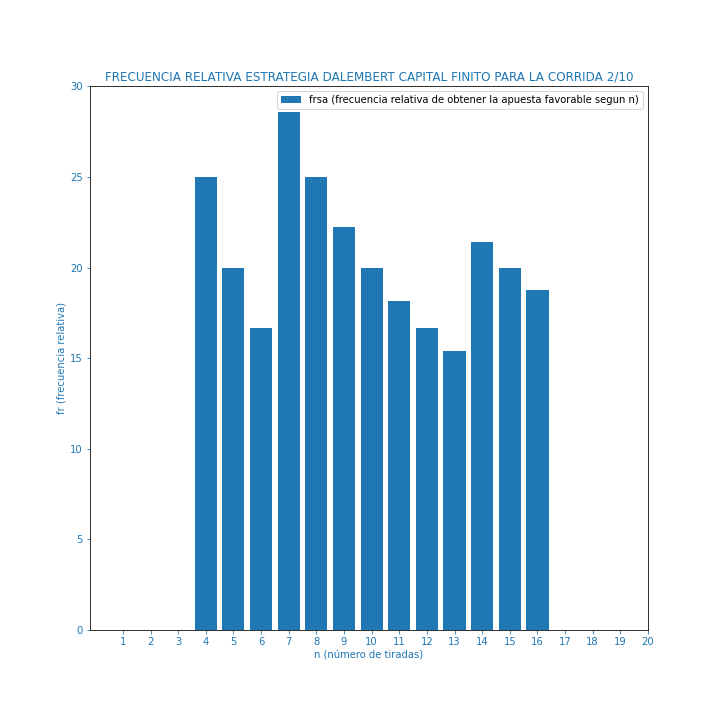 FRECUENCIA RELATIVA ESTRATEGIA DALEMBERT CAPITAL FINITO PARA LA CORRIDA 2/10
frsa (frecuencia relativa de obtener la apuesta favorable segun n)
30
25
20
15
10
5
0
fr (frecuencia relativa)
1 2 3 4 5 6 7 8 9 10 11 12 13 14 15 16 17 18 19 20
n (número de tiradas)